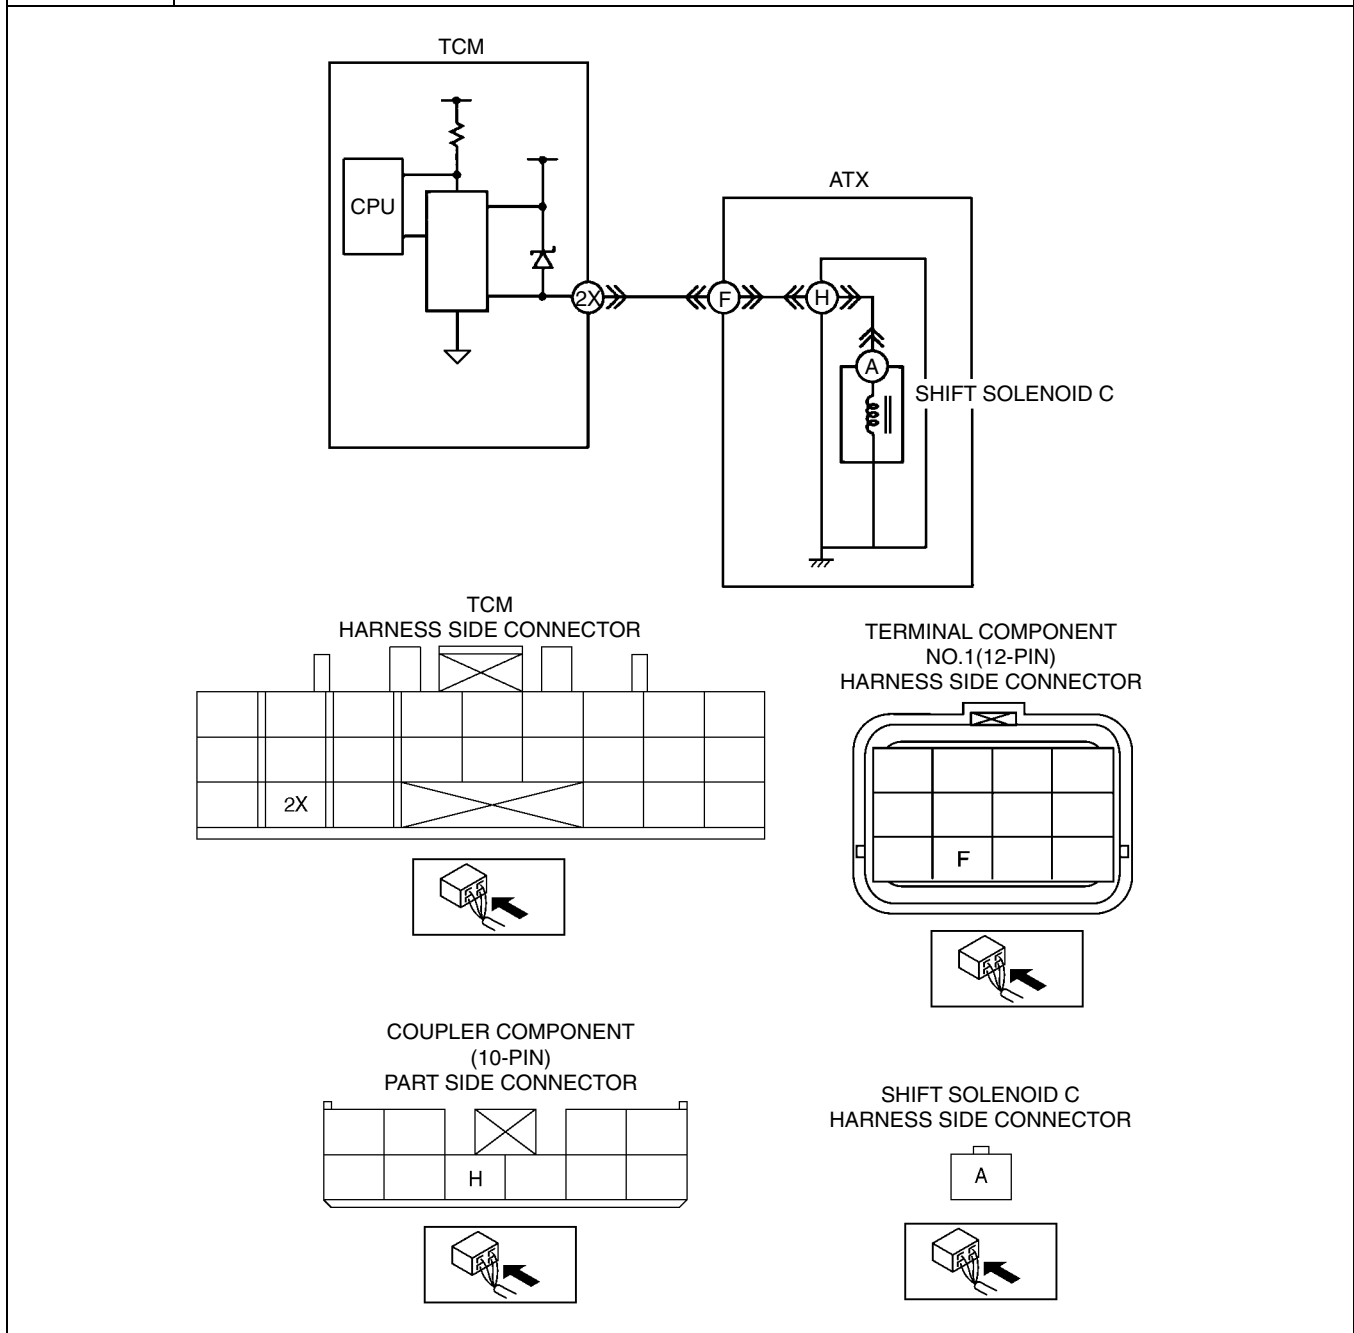 TCM
CPU
ATX
2X
F
H
A
SHIFT SOLENOID C
TCM
HARNESS SIDE CONNECTOR
2X
TERMINAL COMPONENT
NO.1(12-PIN)
HARNESS SIDE CONNECTOR
F
COUPLER COMPONENT
(10-PIN)
PART SIDE CONNECTOR
H
SHIFT SOLENOID C
HARNESS SIDE CONNECTOR
A